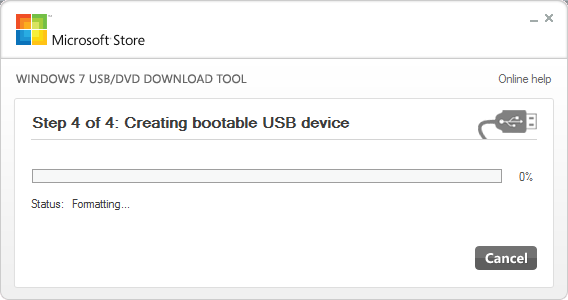 Microsoft Store
WINDOWS 7 USB/DVD DOWNLOAD TOOL
Online help
Step 4 of 4: Creating bootable USB device
0%
Status: Formatting...
Cancel